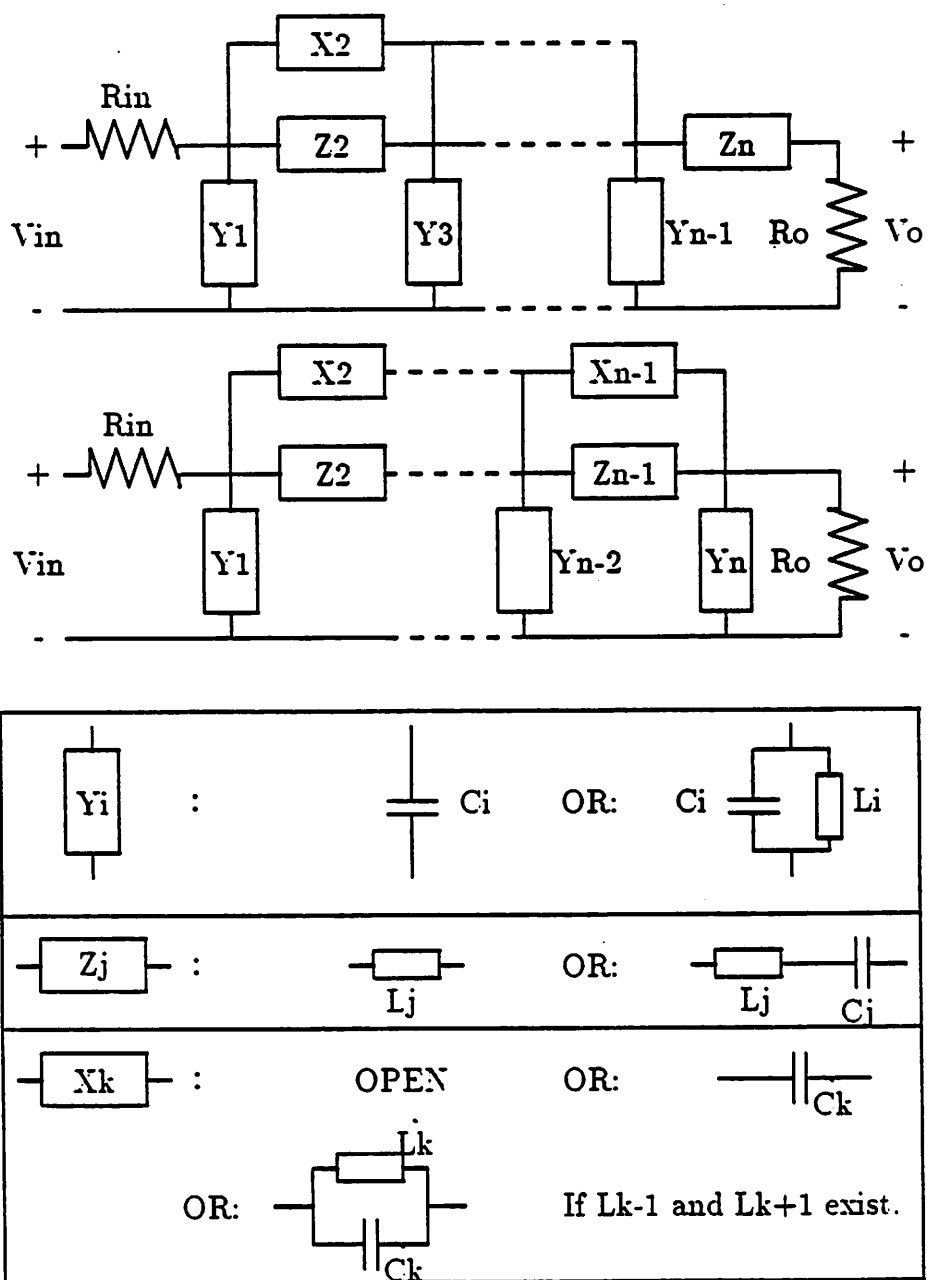 X2
Rin
+ Z2 Zn +
Vin Y1 Y3 Yn-1 Ro Vo
- -
X2 Xn-1
Rin
+ Z2 Zn-1 +
Vin Y1 Yn-2 Yn Ro Vo
- -
Yi : Ci OR: Ci Li
Zj : Lj OR: Lj Cj
Xk : OPEN OR: Ck
OR: Lk Ck If Lk-1 and Lk+1 exist.